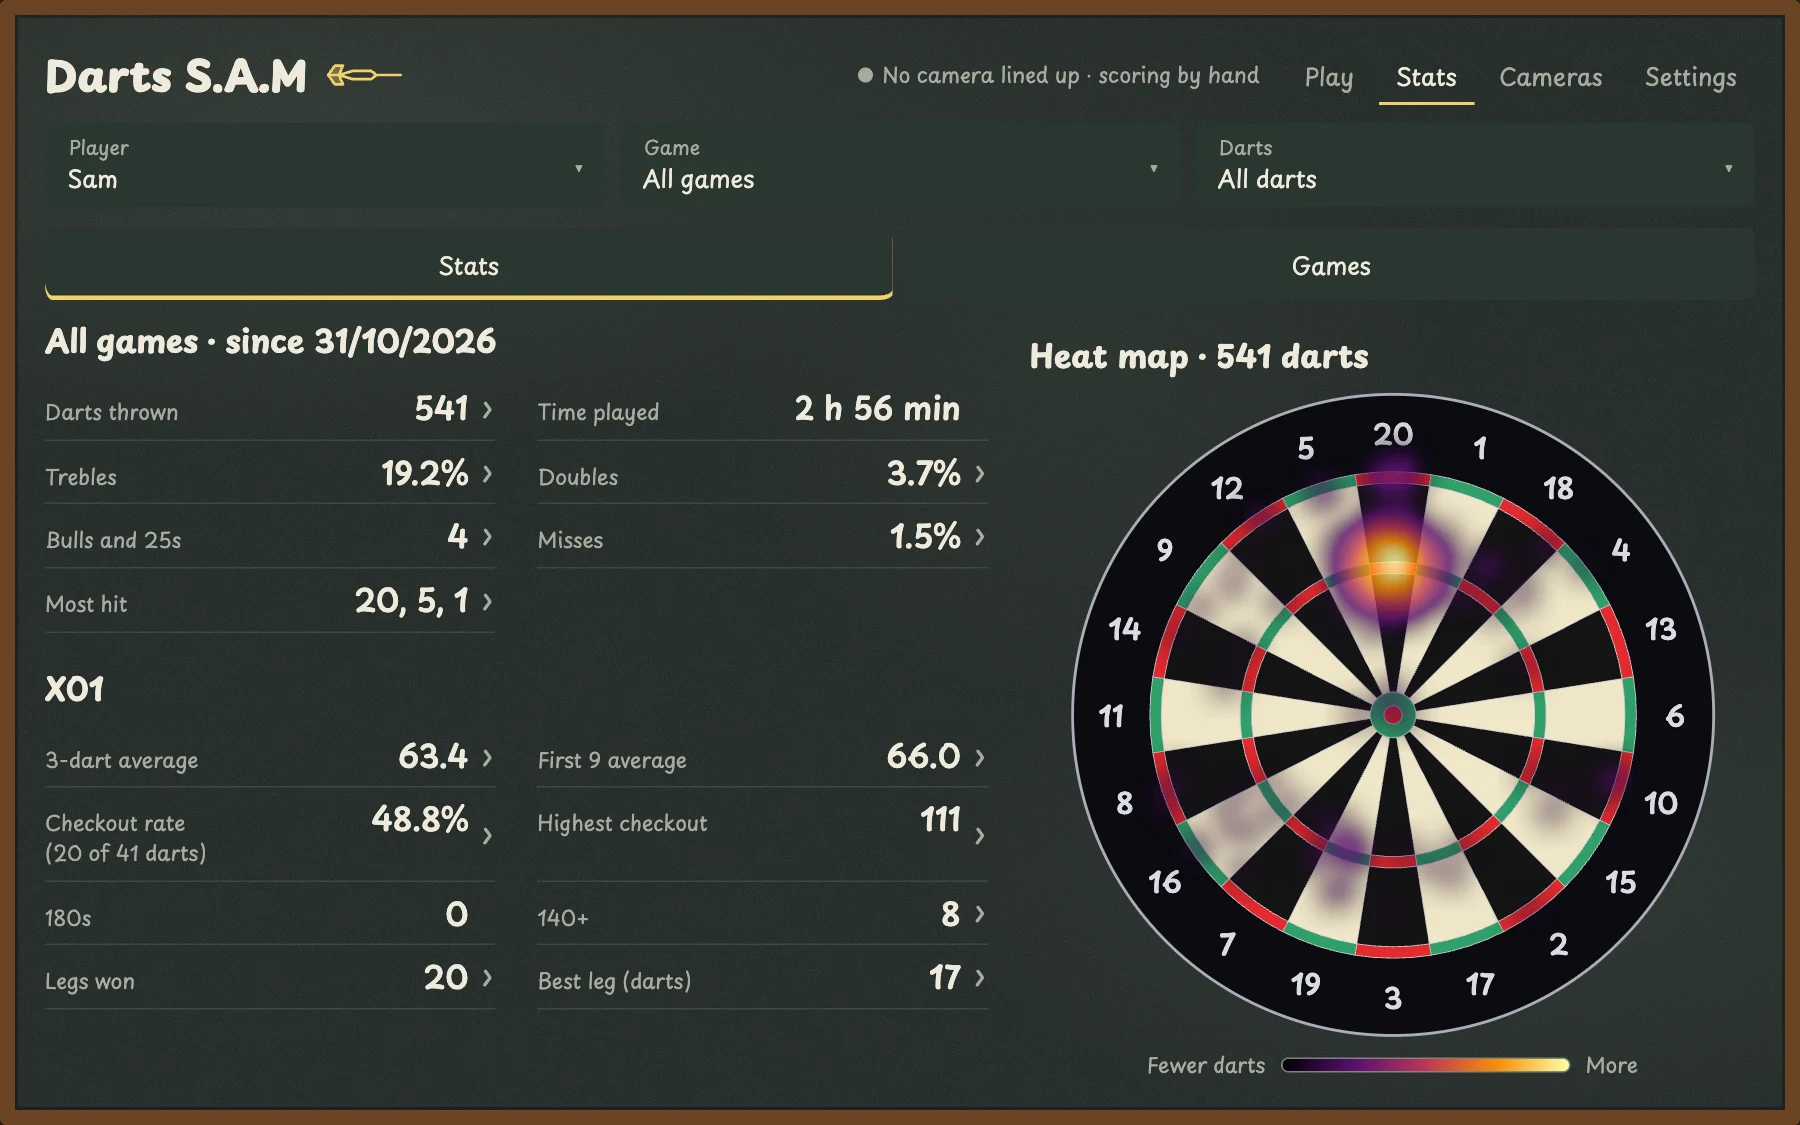 Darts S.A.M
No camera lined up · scoring by hand
Play
Stats
Cameras
Settings
Player
Sam
Game
All games
Darts
All darts
Stats
Games
All games · since 31/10/2026
Darts thrown 541
Time played 2 h 56 min
Trebles 19.2%
Doubles 3.7%
Bulls and 25s 4
Misses 1.5%
Most hit 20, 5, 1
X01
3-dart average 63.4
First 9 average 66.0
Checkout rate 48.8%
(20 of 41 darts)
Highest checkout 111
180s 0
140+ 8
Legs won 20
Best leg (darts) 17
Heat map · 541 darts
20
1
18
4
13
6
10
15
2
17
3
19
7
16
8
11
14
9
12
5
Fewer darts
More